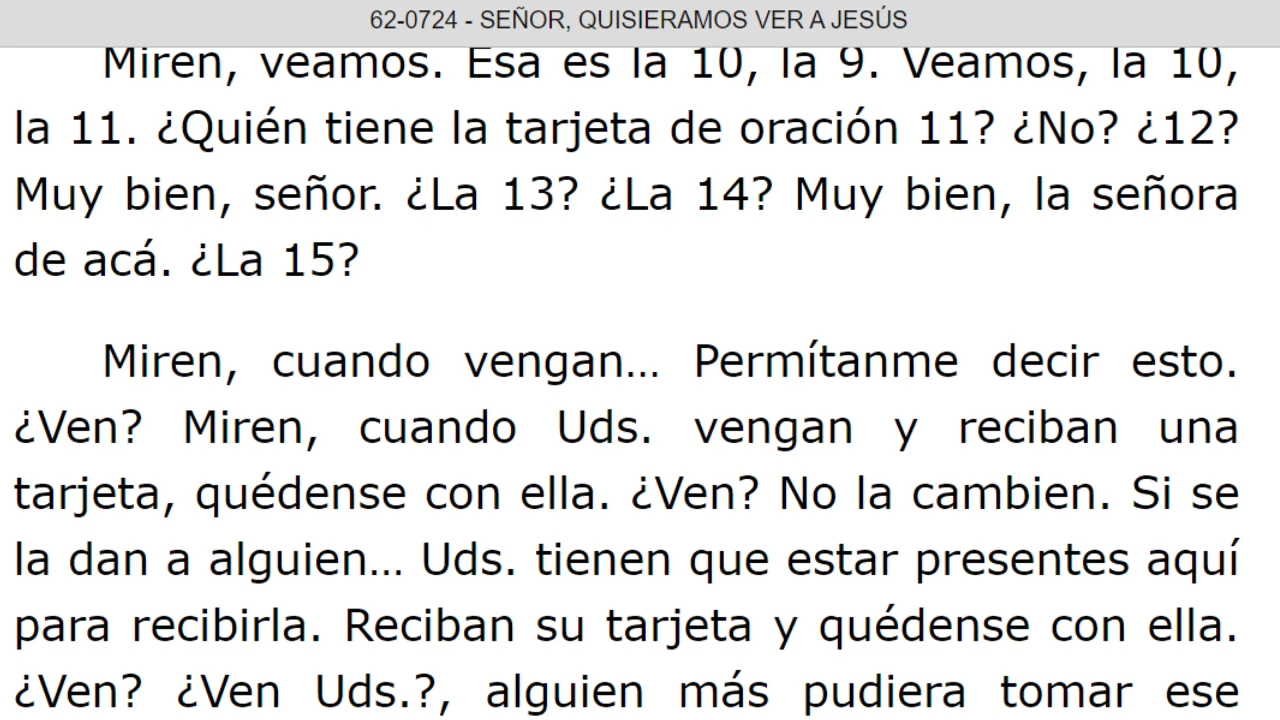 62-0724 - SEÑOR, QUISIERAMOS VER A JESÚS
Miren, veamos. Esa es la 10, la 9. Veamos, la 10,
la 11. ¿Quién tiene la tarjeta de oración 11? ¿No? ¿12?
Muy bien, señor. ¿La 13? ¿La 14? Muy bien, la señora
de acá. ¿La 15?
Miren, cuando vengan... Permítanme decir esto.
¿Ven? Miren, cuando Uds. vengan y reciban una
tarjeta, quédense con ella. ¿Ven? No la cambien. Si se
la dan a alguien... Uds. tienen que estar presentes aquí
para recibirla. Reciban su tarjeta y quédense con ella.
¿Ven? ¿Ven Uds.?, alguien más pudiera tomar ese